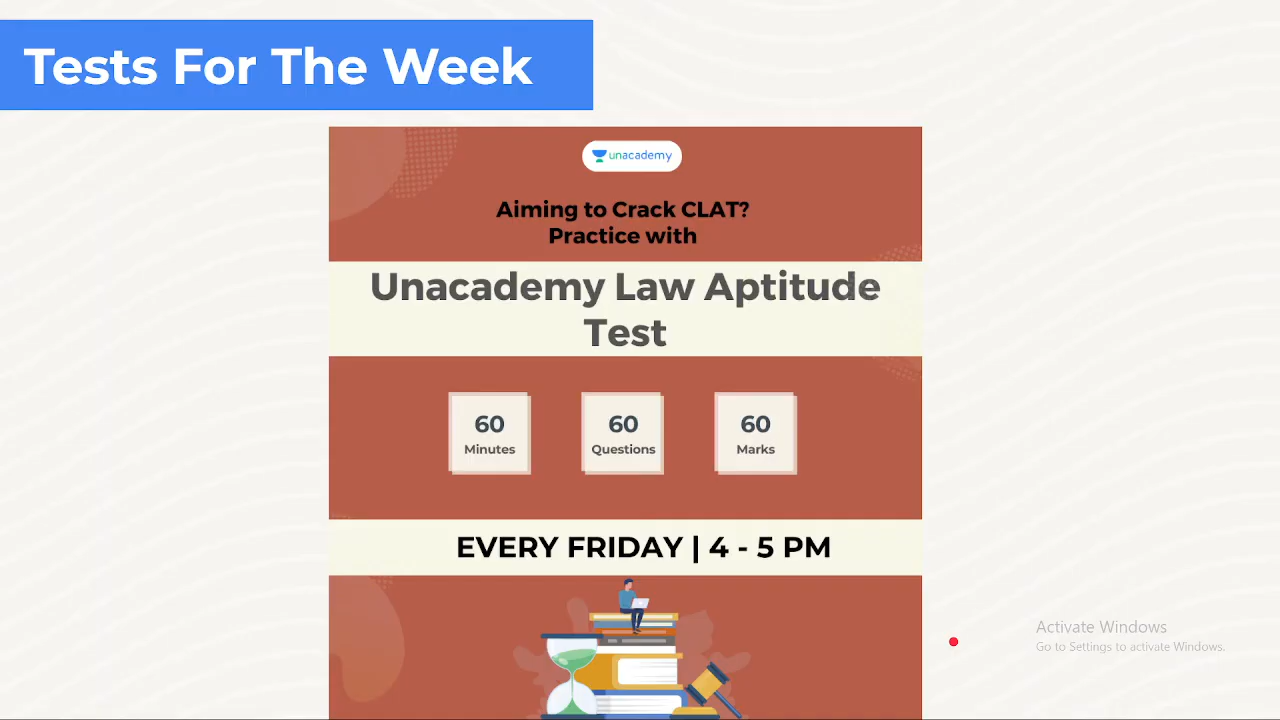 Tests For The Week
unacademy
Aiming to Crack CLAT?
Practice with
Unacademy Law Aptitude
Test
60
Minutes
60
Questions
60
Marks
EVERY FRIDAY | 4 - 5 PM
Activate Windows
Go to Settings to activate Windows.